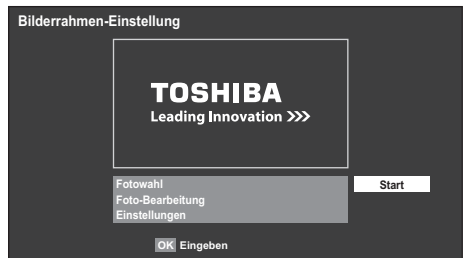 Bilderrahmen-Einstellung
TOSHIBA
Leading Innovation >>>
Fotowahl
Start
Foto-Bearbeitung
Einstellungen
OK Eingeben